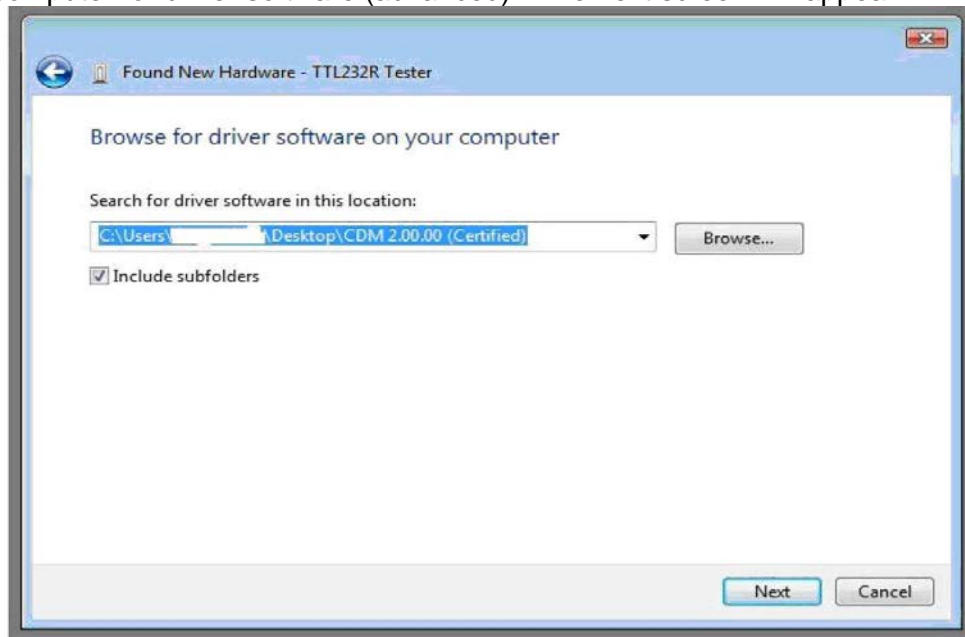 Found New Hardware - TTL232R Tester
Browse for driver software on your computer
Search for driver software in this location:
C:\Users\ \Desktop\CDM 2.00.00 (Certified)
Browse...
Include subfolders
Next Cancel